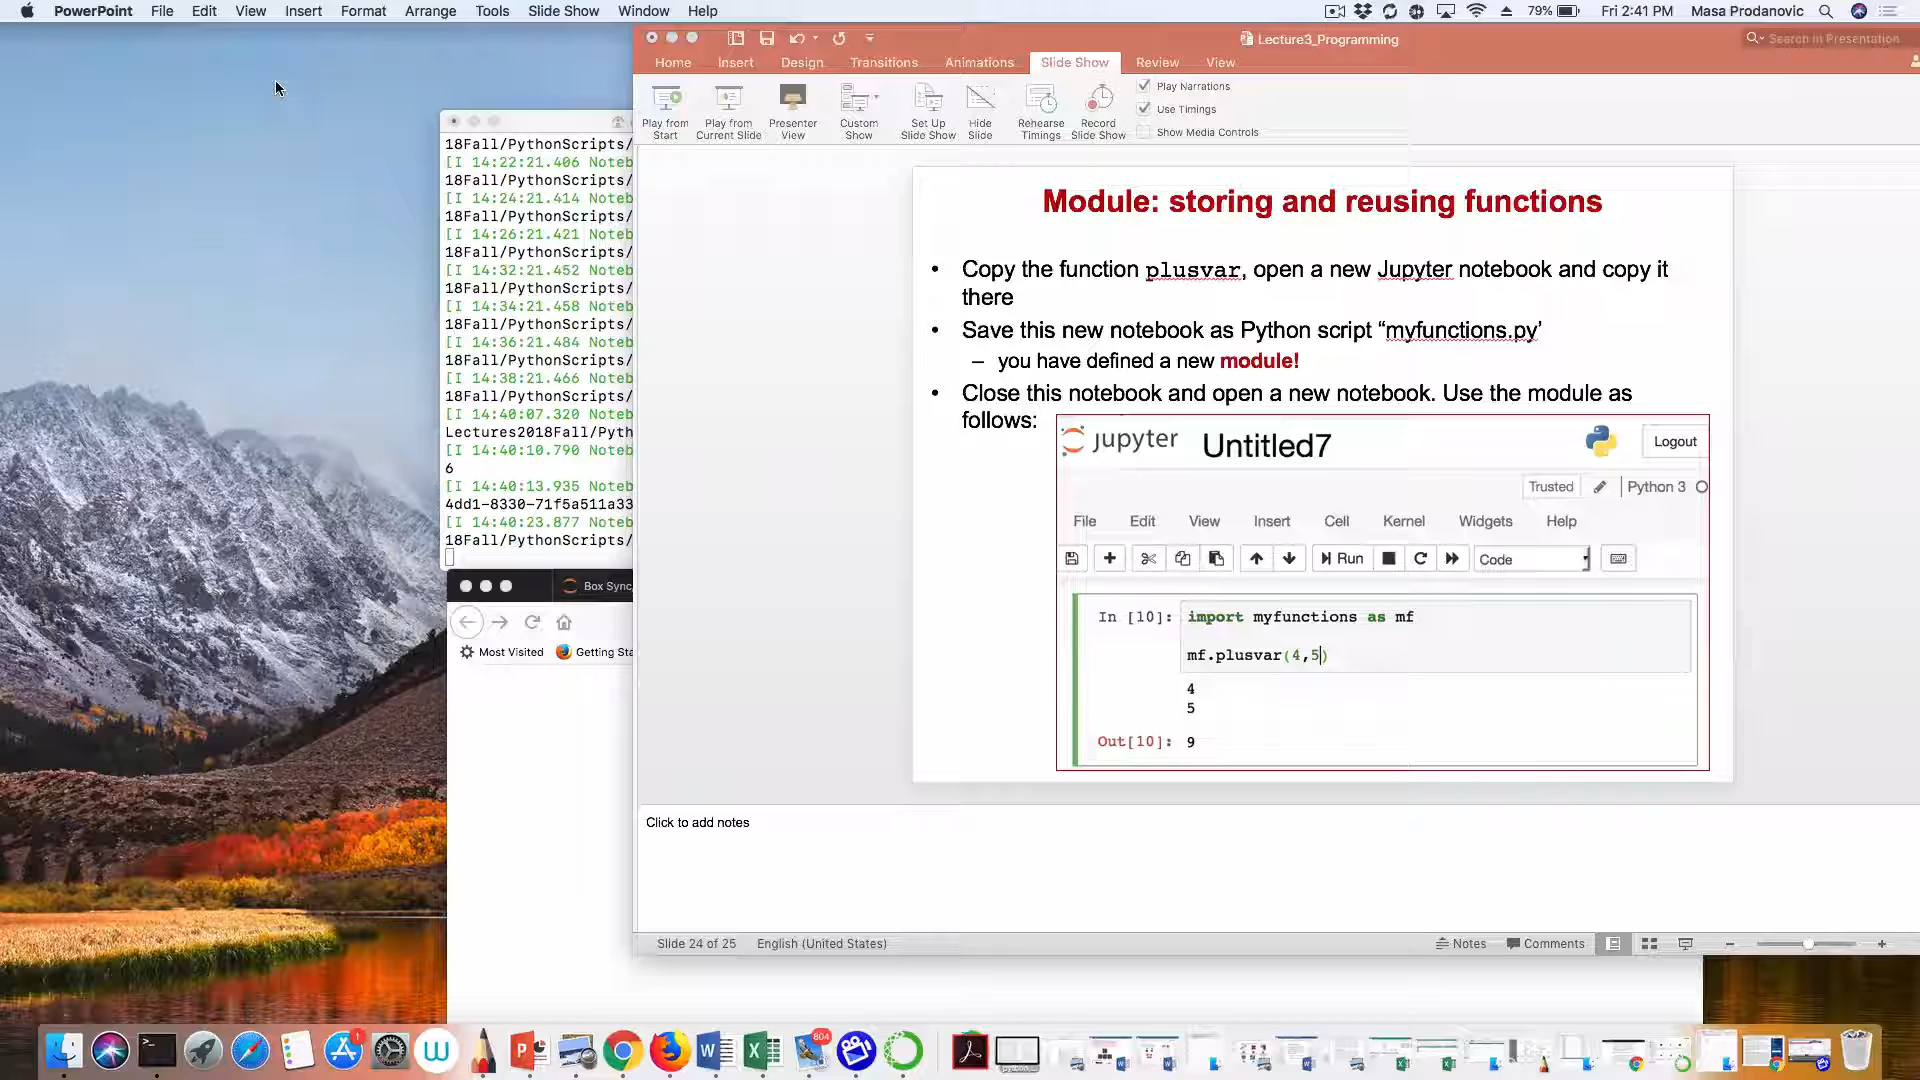 PowerPoint File Edit View Insert Format Arrange Tools Slide Show Window Help 79% Fri 2:41 PM Masa Prodanovic
Lecture3_Programming
Search in Presentation
Home Insert Design Transitions Animations Slide Show Review View
Play from Start
Play from Current Slide
Presenter View
Custom Show
Set Up Slide Show
Hide Slide
Rehearse Timings
Record Slide Show
Play Narrations
Use Timings
Show Media Controls
18Fall/PythonScripts/
[I 14:22:21.406 Noteb
18Fall/PythonScripts/
[I 14:24:21.414 Noteb
18Fall/PythonScripts/
[I 14:26:21.421 Noteb
18Fall/PythonScripts/
[I 14:32:21.452 Noteb
18Fall/PythonScripts/
[I 14:34:21.458 Noteb
18Fall/PythonScripts/
[I 14:36:21.484 Noteb
18Fall/PythonScripts/
[I 14:38:21.466 Noteb
18Fall/PythonScripts/
[I 14:40:07.320 Noteb
Lectures2018Fall/Pyth
[I 14:40:10.790 Noteb
6
[I 14:40:13.935 Noteb
4dd1-8330-71f5a511a33
[I 14:40:23.877 Noteb
18Fall/PythonScripts/
Box Sync
Most Visited Getting Sta
Module: storing and reusing functions
• Copy the function plusvar, open a new Jupyter notebook and copy it
there
• Save this new notebook as Python script “myfunctions.py’
– you have defined a new module!
• Close this notebook and open a new notebook. Use the module as
follows:
jupyter Untitled7 Logout
Trusted Python 3
File Edit View Insert Cell Kernel Widgets Help
Run Code
In [10]: import myfunctions as mf
mf.plusvar(4,5)
4
5
Out[10]: 9
Click to add notes
Slide 24 of 25 English (United States) Notes Comments
1
804